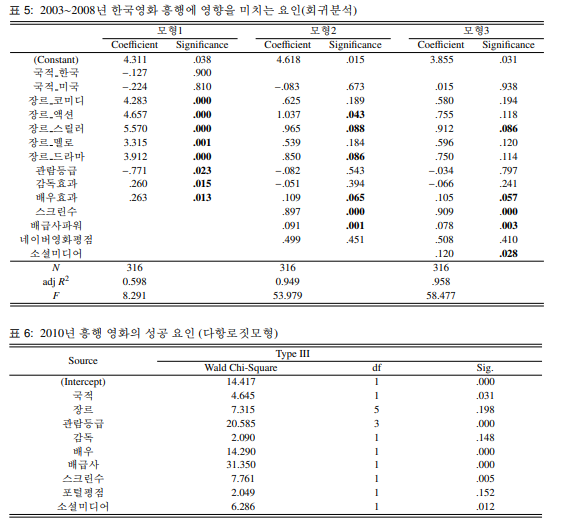 표 5: 2003~2008년 한국영화 흥행에 영향을 미치는 요인(회귀분석)
모형1 모형2 모형3
Coefficient Significance Coefficient Significance Coefficient Significance
(Constant) 4.311 .038 4.618 .015 3.855 .031
국적_한국 −.127 .900
국적_미국 −.224 .810 −.083 .673 .015 .938
장르_코미디 4.283 .000 .625 .189 .580 .194
장르_액션 4.657 .000 1.037 .043 .755 .118
장르_스릴러 5.570 .000 .965 .088 .912 .086
장르_멜로 3.315 .001 .539 .184 .596 .120
장르_드라마 3.912 .000 .850 .086 .750 .114
관람등급 −.771 .023 −.082 .543 −.034 .797
감독효과 .260 .015 −.051 .394 −.066 .241
배우효과 .263 .013 .109 .065 .105 .057
스크린수 .897 .000 .909 .000
배급사파워 .091 .001 .078 .003
네이버영화평점 .499 .451 .508 .410
소셜미디어 .120 .028
N 316 316 316
adj R² 0.598 0.949 .958
F 8.291 53.979 58.477
표 6: 2010년 흥행 영화의 성공 요인 (다항로짓모형)
Source Type III
Wald Chi-Square df Sig.
(Intercept) 14.417 1 .000
국적 4.645 1 .031
장르 7.315 5 .198
관람등급 20.585 3 .000
감독 2.090 1 .148
배우 14.290 1 .000
배급사 31.350 1 .000
스크린수 7.761 1 .005
포털평점 2.049 1 .152
소셜미디어 6.286 1 .012